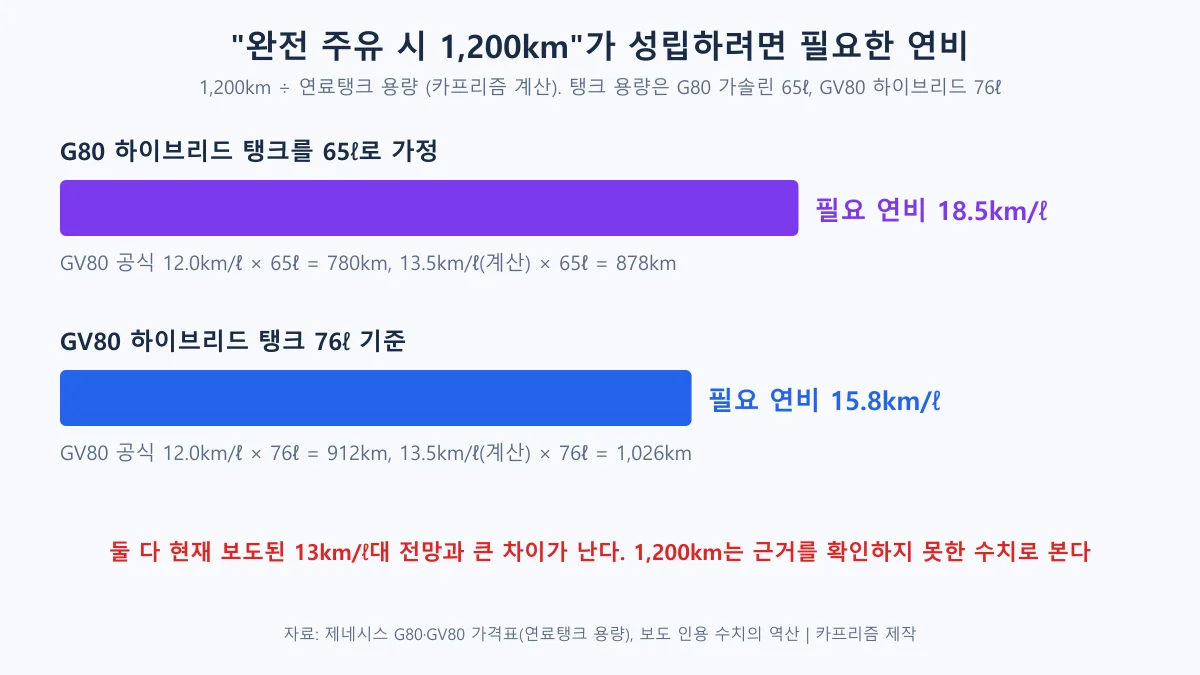 "완전 주유 시 1,200km"가 성립하려면 필요한 연비
1,200km ÷ 연료탱크 용량 (카프리즘 계산). 탱크 용량은 G80 가솔린 65ℓ, GV80 하이브리드 76ℓ
G80 하이브리드 탱크를 65ℓ로 가정
필요 연비 18.5km/ℓ
GV80 공식 12.0km/ℓ × 65ℓ = 780km, 13.5km/ℓ(계산) × 65ℓ = 878km
GV80 하이브리드 탱크 76ℓ 기준
필요 연비 15.8km/ℓ
GV80 공식 12.0km/ℓ × 76ℓ = 912km, 13.5km/ℓ(계산) × 76ℓ = 1,026km
둘 다 현재 보도된 13km/ℓ대 전망과 큰 차이가 난다. 1,200km는 근거를 확인하지 못한 수치로 본다
자료: 제네시스 G80·GV80 가격표(연료탱크 용량), 보도 인용 수치의 역산 | 카프리즘 제작